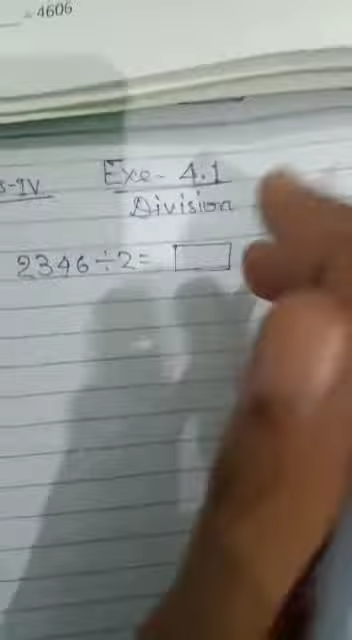 = 4606
S-IV
Exe- 4.1
Division
2346÷2=